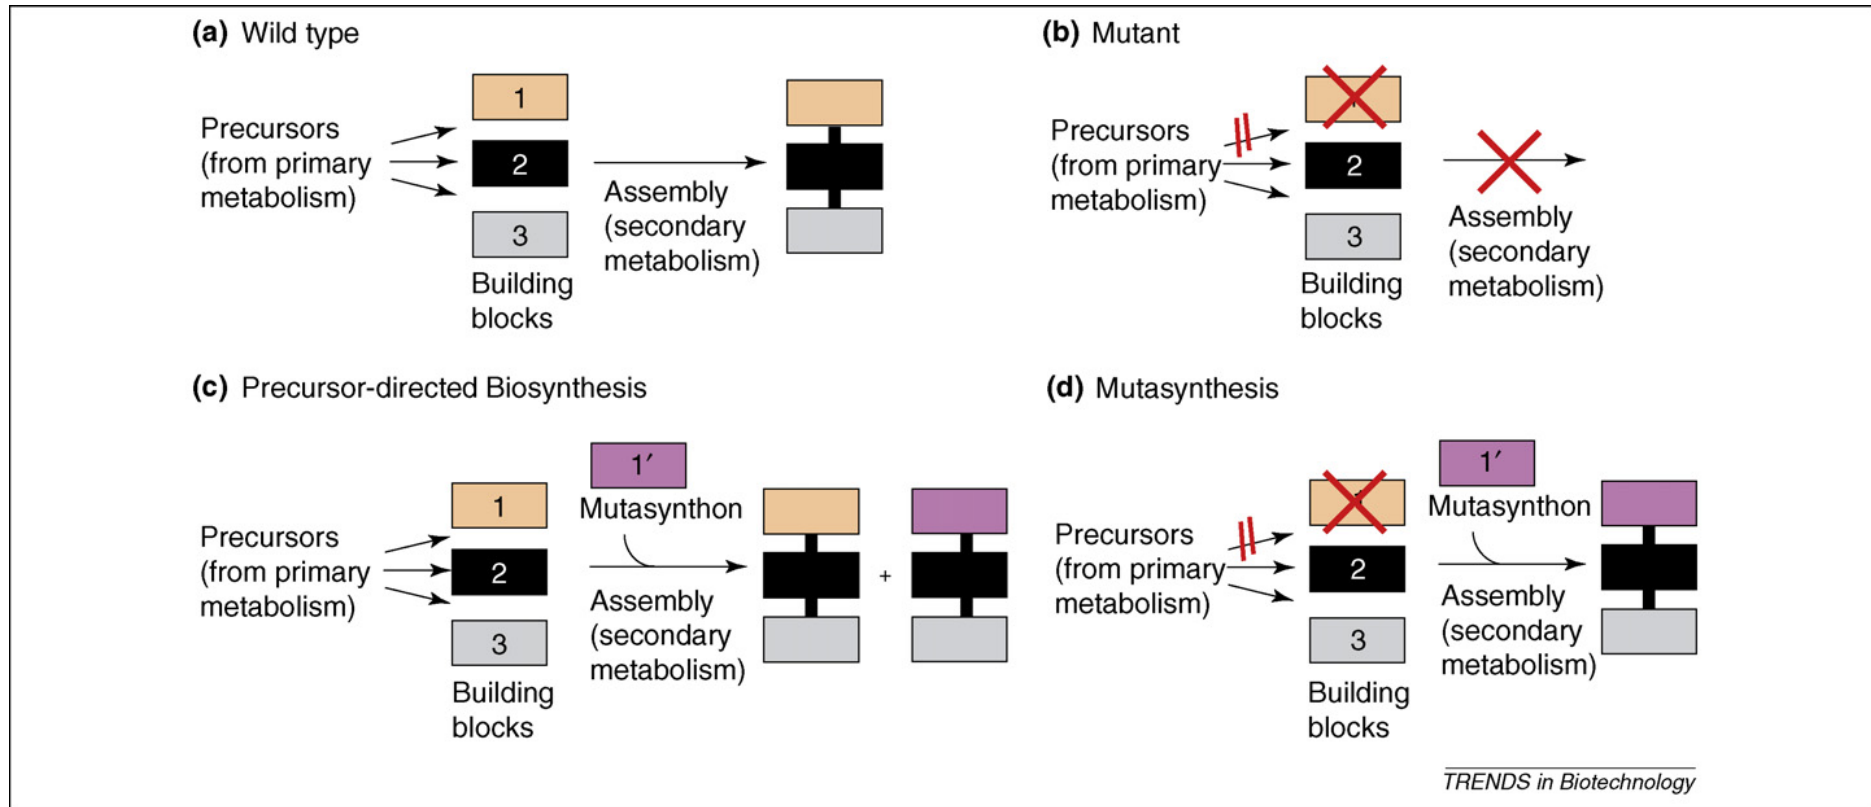 (a) Wild type
Precursors
(from primary
metabolism)
1
2
3
Building
blocks
Assembly
(secondary
metabolism)
(b) Mutant
Precursors
(from primary
metabolism)
2
3
Building
blocks
Assembly
(secondary
metabolism)
(c) Precursor-directed Biosynthesis
Precursors
(from primary
metabolism)
1
2
3
Building
blocks
1′
Mutasynthon
Assembly
(secondary
metabolism)
+
(d) Mutasynthesis
Precursors
(from primary
metabolism)
2
3
Building
blocks
1′
Mutasynthon
Assembly
(secondary
metabolism)
TRENDS in Biotechnology